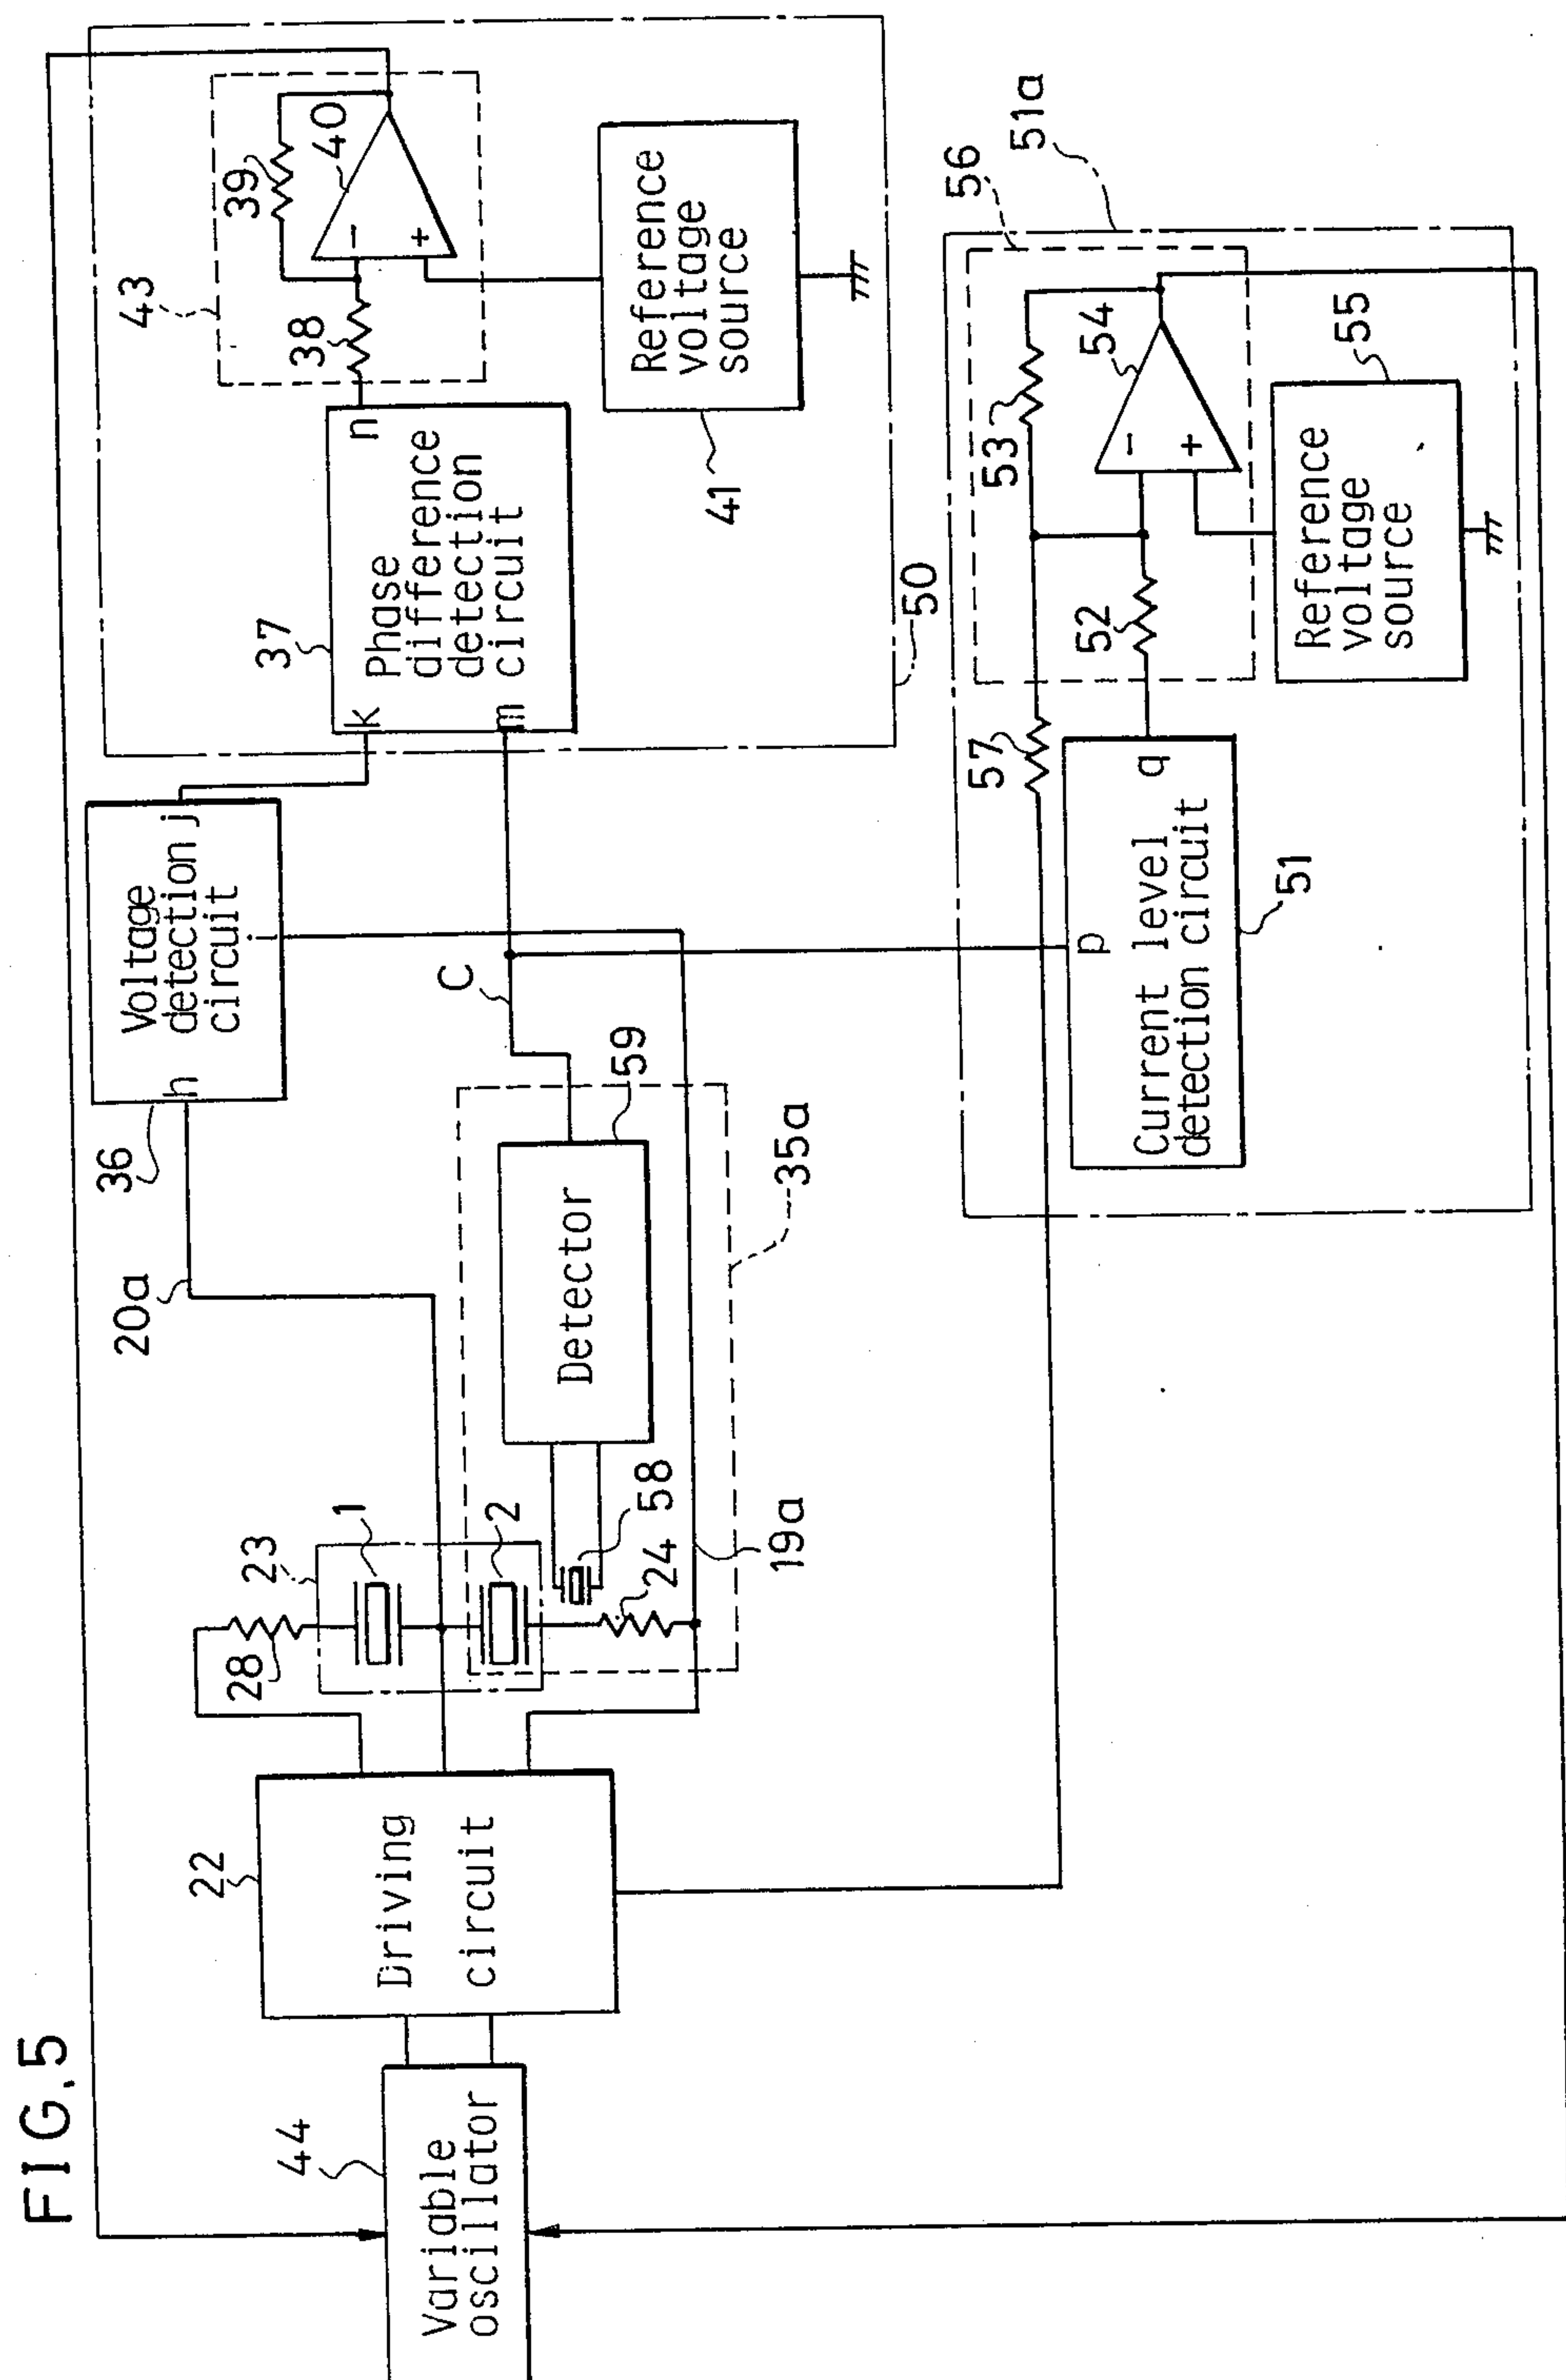 FIG.5
44
Variable
oscillator
22
Driving
circuit
28
23
1
2
58
24
19a
20a
36
h
Voltage
detection j
circuit
i
Detector
59
35a
C
37
k
m
n
Phase
difference
detection
circuit
50
43
38
39
40
−
+
41
Reference
voltage
source
57
p
q
Current level
detection circuit
51
52
53
54
−
+
56
51a
55
Reference
voltage
source